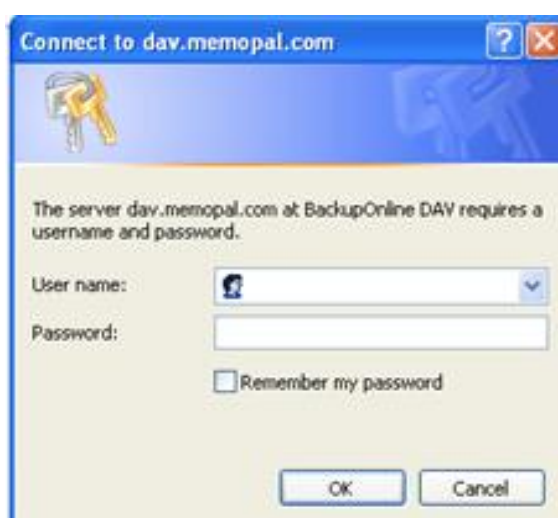 Connect to dav.memopal.com
The server dav.memopal.com at BackupOnline DAV requires a
username and password.
User name:
Password:
Remember my password
OK
Cancel